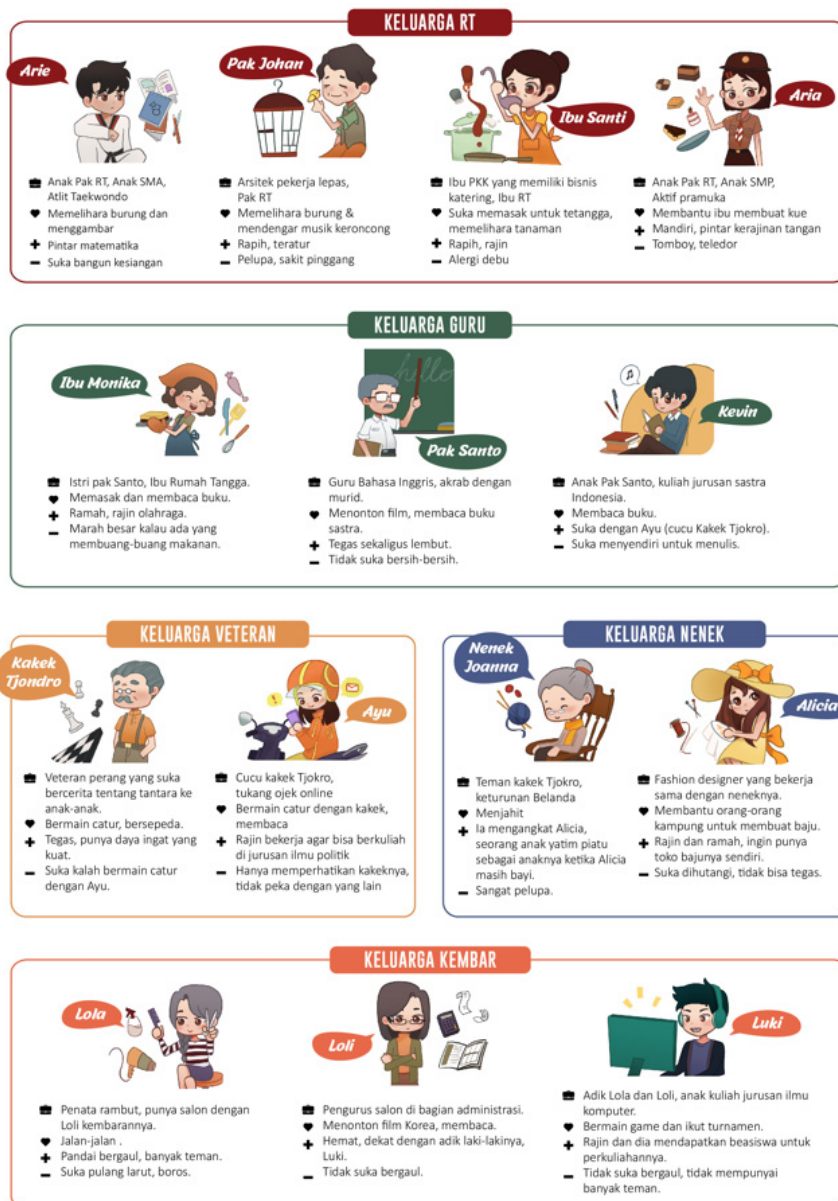 KELUARGA RT
Arie
Anak Pak RT, Anak SMA,
Atlit Taekwondo
Memelihara burung dan
menggambar
Pintar matematika
Suka bangun kesiangan
Pak Johan
Arsitek pekerja lepas,
Pak RT
Memelihara burung &
mendengar musik keroncong
Rapih, teratur
Pelupa, sakit pinggang
Ibu Santi
Ibu PKK yang memiliki bisnis
katering, Ibu RT
Suka memasak untuk tetangga,
memelihara tanaman
Rapih, rajin
Alergi debu
Aria
Anak Pak RT, Anak SMP,
Aktif pramuka
Membantu ibu membuat kue
Mandiri, pintar kerajinan tangan
Tomboy, teledor
KELUARGA GURU
Ibu Monika
Istri pak Santo, Ibu Rumah Tangga.
Memasak dan membaca buku.
Ramah, rajin olahraga.
Marah besar kalau ada yang
membuang-buang makanan.
hello
Pak Santo
Guru Bahasa Inggris, akrab dengan
murid.
Menonton film, membaca buku
sastra.
Tegas sekaligus lembut.
Tidak suka bersih-bersih.
Kevin
Anak Pak Santo, kuliah jurusan sastra
Indonesia.
Membaca buku.
Suka dengan Ayu (cucu Kakek Tjokro).
Suka menyendiri untuk menulis.
KELUARGA VETERAN
Kakek
Tjondro
Veteran perang yang suka
bercerita tentang tantara ke
anak-anak.
Bermain catur, bersepeda.
Tegas, punya daya ingat yang
kuat.
Suka kalah bermain catur
dengan Ayu.
Ayu
Cucu kakek Tjokro,
tukang ojek online
Bermain catur dengan kakek,
membaca
Rajin bekerja agar bisa berkuliah
di jurusan ilmu politik
Hanya memperhatikan kakeknya,
tidak peka dengan yang lain
KELUARGA NENEK
Nenek
Joanna
Teman kakek Tjokro,
keturunan Belanda
Menjahit
Ia mengangkat Alicia,
seorang anak yatim piatu
sebagai anaknya ketika Alicia
masih bayi.
Sangat pelupa.
Alicia
Fashion designer yang bekerja
sama dengan neneknya.
Membantu orang-orang
kampung untuk membuat baju.
Rajin dan ramah, ingin punya
toko bajunya sendiri.
Suka dihutangi, tidak bisa tegas.
KELUARGA KEMBAR
Lola
Penata rambut, punya salon dengan
Loli kembarannya.
Jalan-jalan .
Pandai bergaul, banyak teman.
Suka pulang larut, boros.
Loli
Pengurus salon di bagian administrasi.
Menonton film Korea, membaca.
Hemat, dekat dengan adik laki-lakinya,
Luki.
Tidak suka bergaul.
Luki
Adik Lola dan Loli, anak kuliah jurusan ilmu
komputer.
Bermain game dan ikut turnamen.
Rajin dan dia mendapatkan beasiswa untuk
perkuliahannya.
Tidak suka bergaul, tidak mempunyai
banyak teman.